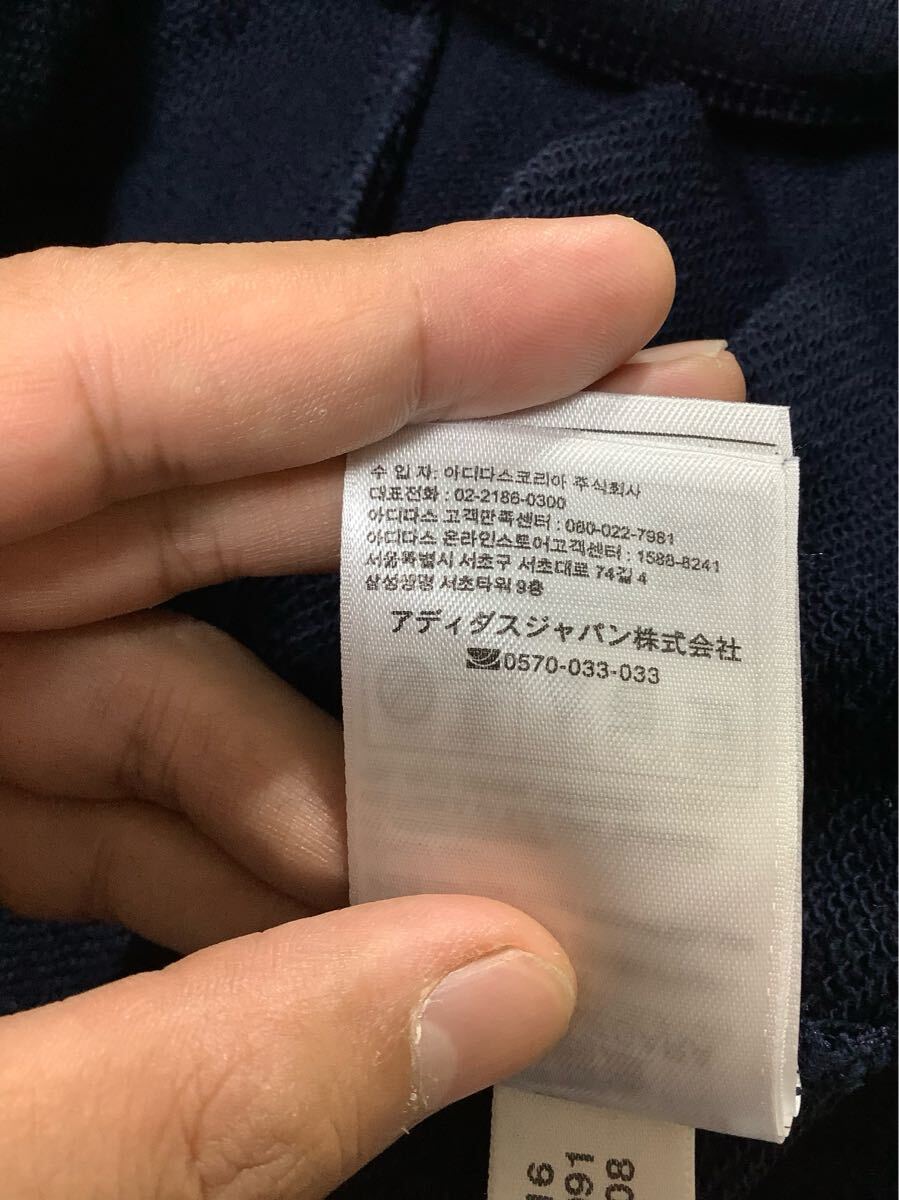 수 입 자: 아디다스코리아 주식회사
대표전화 : 02-2186-0300
아디다스 고객만족센터 : 080-022-7981
아디다스 온라인스토어고객센터 : 1588-8241
서울특별시 서초구 서초대로 74길 4
삼성생명 서초타워 9층
アディダスジャパン株式会社
0570-033-033
16
91
08